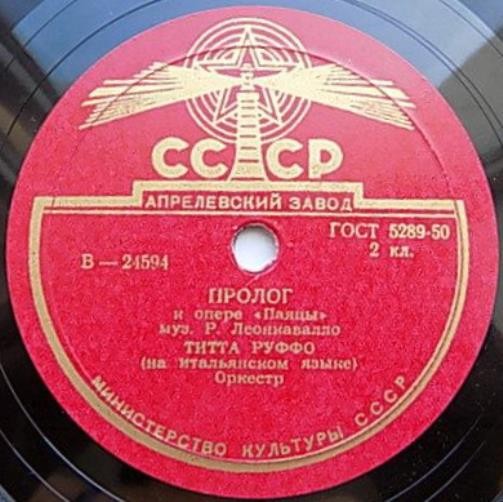 СССР
АПРЕЛЕВСКИЙ ЗАВОД
ГОСТ 5289-50
2 кл.
В — 24594
ПРОЛОГ
к опере «Паяцы»
муз. Р. Леонкавалло
ТИТТА РУФФО
(на итальянском языке)
Оркестр
МИНИСТЕРСТВО КУЛЬТУРЫ СССР